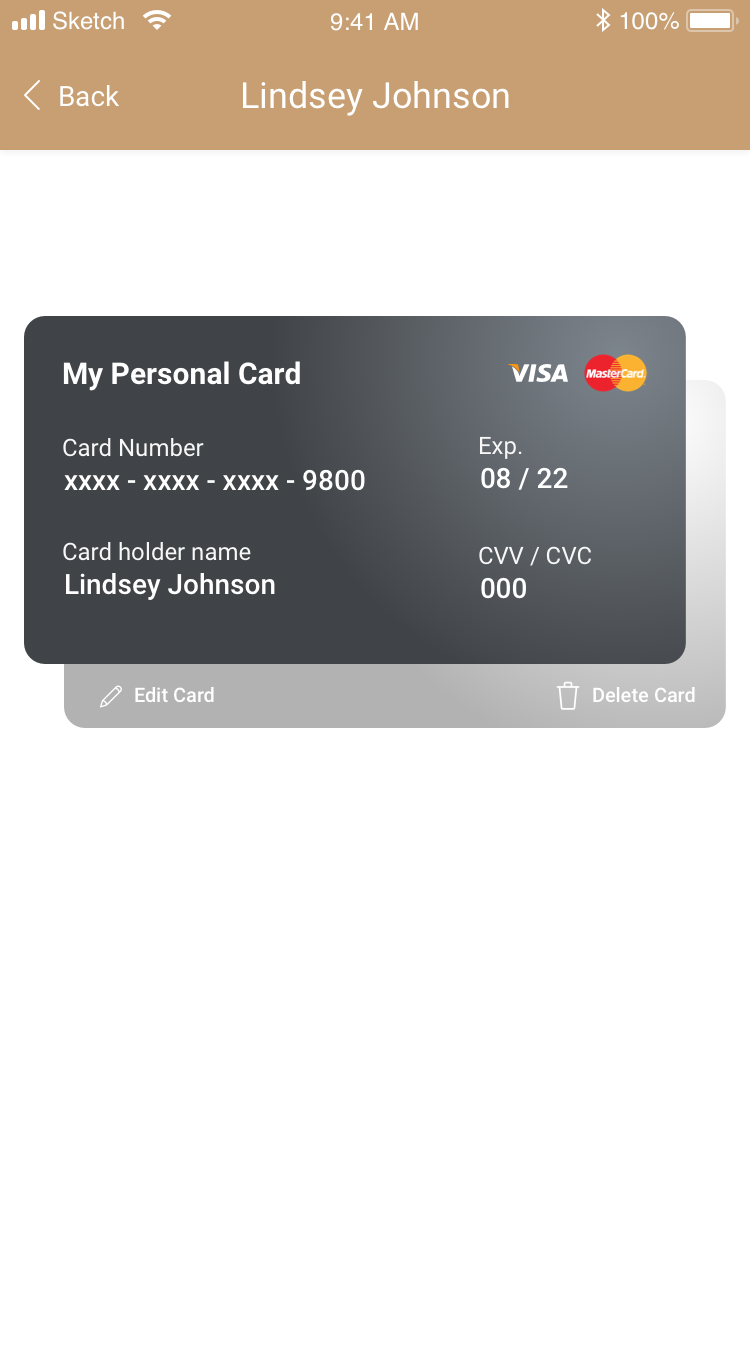 Sketch 9:41 AM 100%
Back Lindsey Johnson
My Personal Card VISA MasterCard
Card Number Exp.
xxxx - xxxx - xxxx - 9800 08 / 22
Card holder name CVV / CVC
Lindsey Johnson 000
Edit Card Delete Card